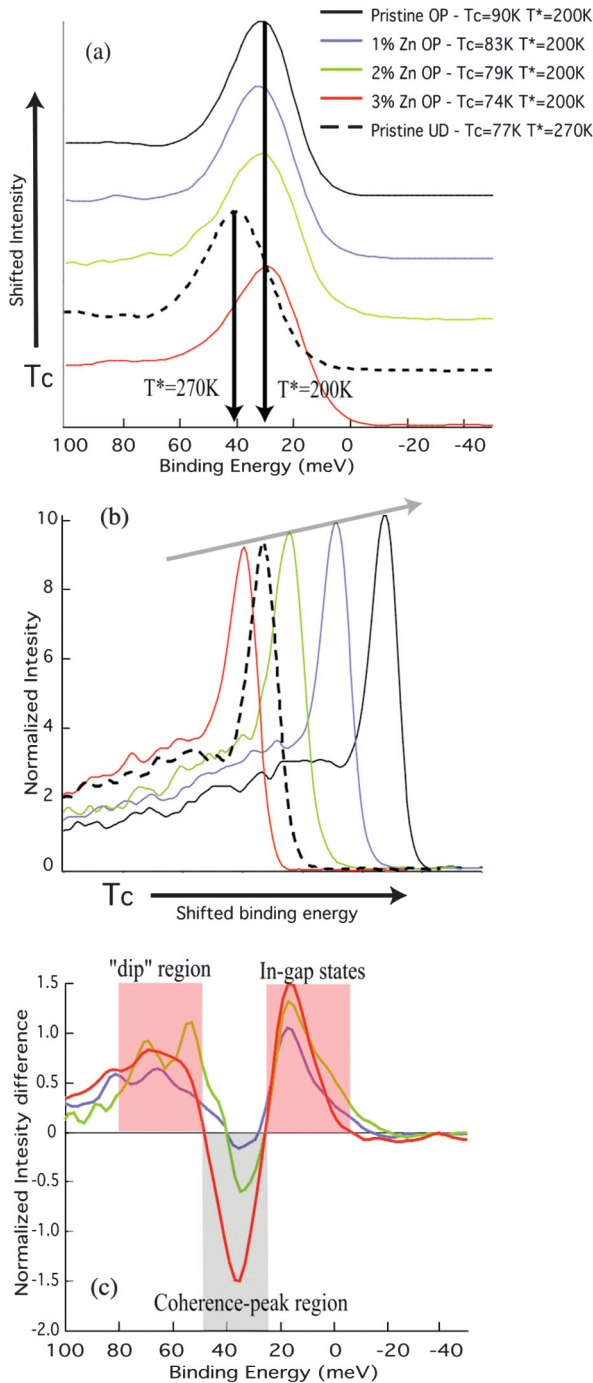 (a)
Pristine OP - Tc=90K T*=200K
1% Zn OP - Tc=83K T*=200K
2% Zn OP - Tc=79K T*=200K
3% Zn OP - Tc=74K T*=200K
Pristine UD - Tc=77K T*=270K
Shifted Intensity
Tc
T*=270K
T*=200K
100 80 60 40 20 0 -20 -40
Binding Energy (meV)
(b)
10
8
6
4
2
0
Normalized Intesity
Tc
Shifted binding energy
"dip" region
In-gap states
1.5
1.0
0.5
0
-0.5
-1.0
-1.5
-2.0
Normalized Intesity difference
(c)
Coherence-peak region
100 80 60 40 20 0 -20 -40
Binding Energy (meV)